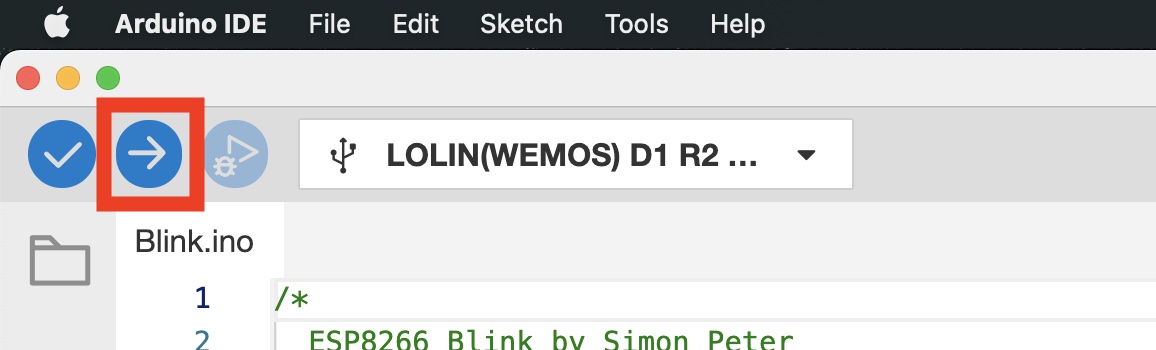 Arduino IDE File Edit Sketch Tools Help
LOLIN(WEMOS) D1 R2 ...
Blink.ino
1 /*
2 ESP8266 Blink by Simon Peter